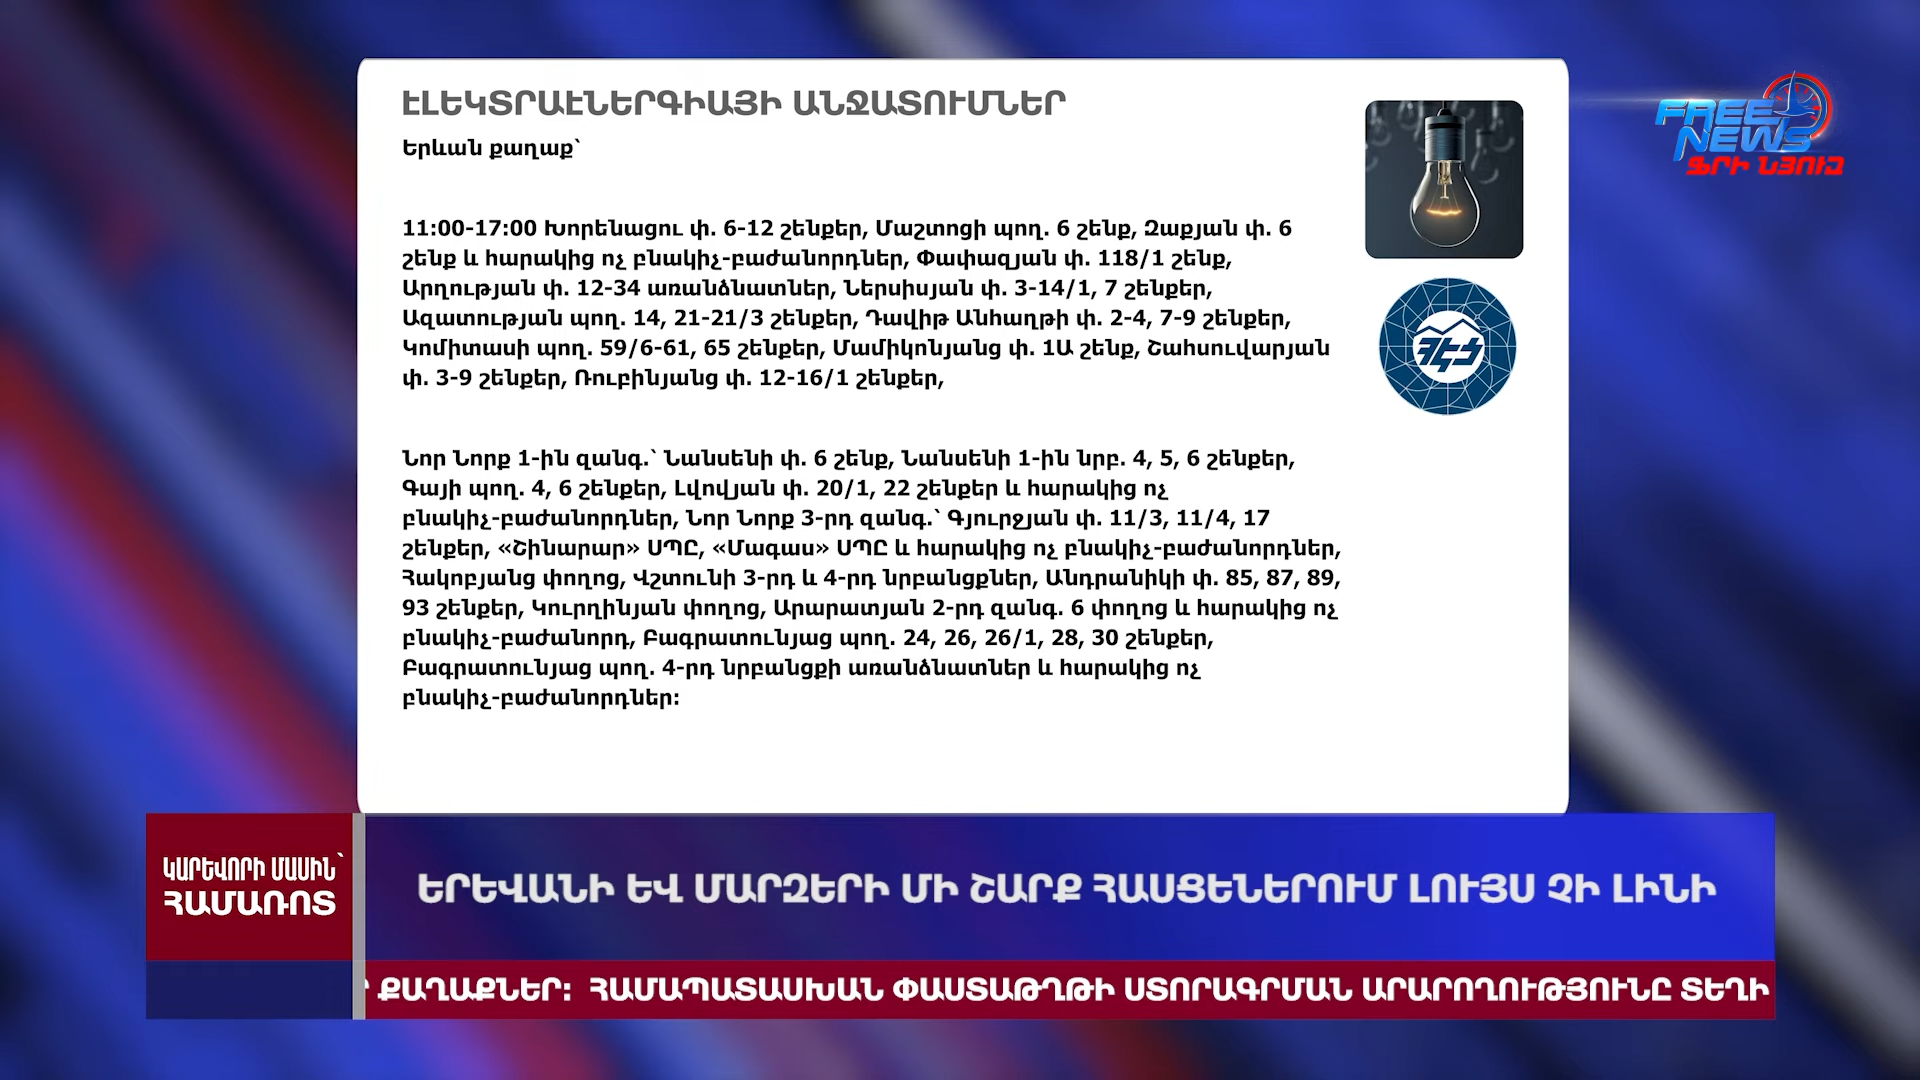 ԷԼԵԿՏՐԱԷՆԵՐԳԻԱՅԻ ԱՆՋԱՏՈՒՄՆԵՐ
Երևան քաղաք՝
11:00-17:00 Խորենացու փ. 6-12 շենքեր, Մաշտոցի պող. 6 շենք, Զաքյան փ. 6
շենք և հարակից ոչ բնակիչ-բաժանորդներ, Փափազյան փ. 118/1 շենք,
Արղության փ. 12-34 առանձնատներ, Ներսիսյան փ. 3-14/1, 7 շենքեր,
Ազատության պող. 14, 21-21/3 շենքեր, Դավիթ Անհաղթի փ. 2-4, 7-9 շենքեր,
Կոմիտասի պող. 59/6-61, 65 շենքեր, Մամիկոնյանց փ. 1Ա շենք, Շահսուվարյան
փ. 3-9 շենքեր, Ռուբինյանց փ. 12-16/1 շենքեր,
Նոր Նորք 1-ին զանգ.՝ Նանսենի փ. 6 շենք, Նանսենի 1-ին նրբ. 4, 5, 6 շենքեր,
Գայի պող. 4, 6 շենքեր, Լվովյան փ. 20/1, 22 շենքեր և հարակից ոչ
բնակիչ-բաժանորդներ, Նոր Նորք 3-րդ զանգ.՝ Գյուրջյան փ. 11/3, 11/4, 17
շենքեր, «Շինարար» ՍՊԸ, «Մագաս» ՍՊԸ և հարակից ոչ բնակիչ-բաժանորդներ,
Հակոբյանց փողոց, Վշտունի 3-րդ և 4-րդ նրբանցքներ, Անդրանիկի փ. 85, 87, 89,
93 շենքեր, Կուրղինյան փողոց, Արարատյան 2-րդ զանգ. 6 փողոց և հարակից ոչ
բնակիչ-բաժանորդ, Բագրատունյաց պող. 24, 26, 26/1, 28, 30 շենքեր,
Բագրատունյաց պող. 4-րդ նրբանցքի առանձնատներ և հարակից ոչ
բնակիչ-բաժանորդներ:
ՀԷՑ
FREE
NEWS
ՖՐԻ ՆՅՈՒԶ
ԿԱՐԵՎՈՐԻ ՄԱՍԻՆ՝
ՀԱՄԱՌՈՏ
ԵՐԵՎԱՆԻ ԵՎ ՄԱՐԶԵՐԻ ՄԻ ՇԱՐՔ ՀԱՍՑԵՆԵՐՈՒՄ ԼՈՒՅՍ ՉԻ ԼԻՆԻ
ՔԱՂԱՔՆԵՐ: ՀԱՄԱՊԱՏԱՍԽԱՆ ՓԱՍՏԱԹՂԹԻ ՍՏՈՐԱԳՐՄԱՆ ԱՐԱՐՈՂՈՒԹՅՈՒՆԸ ՏԵՂԻ